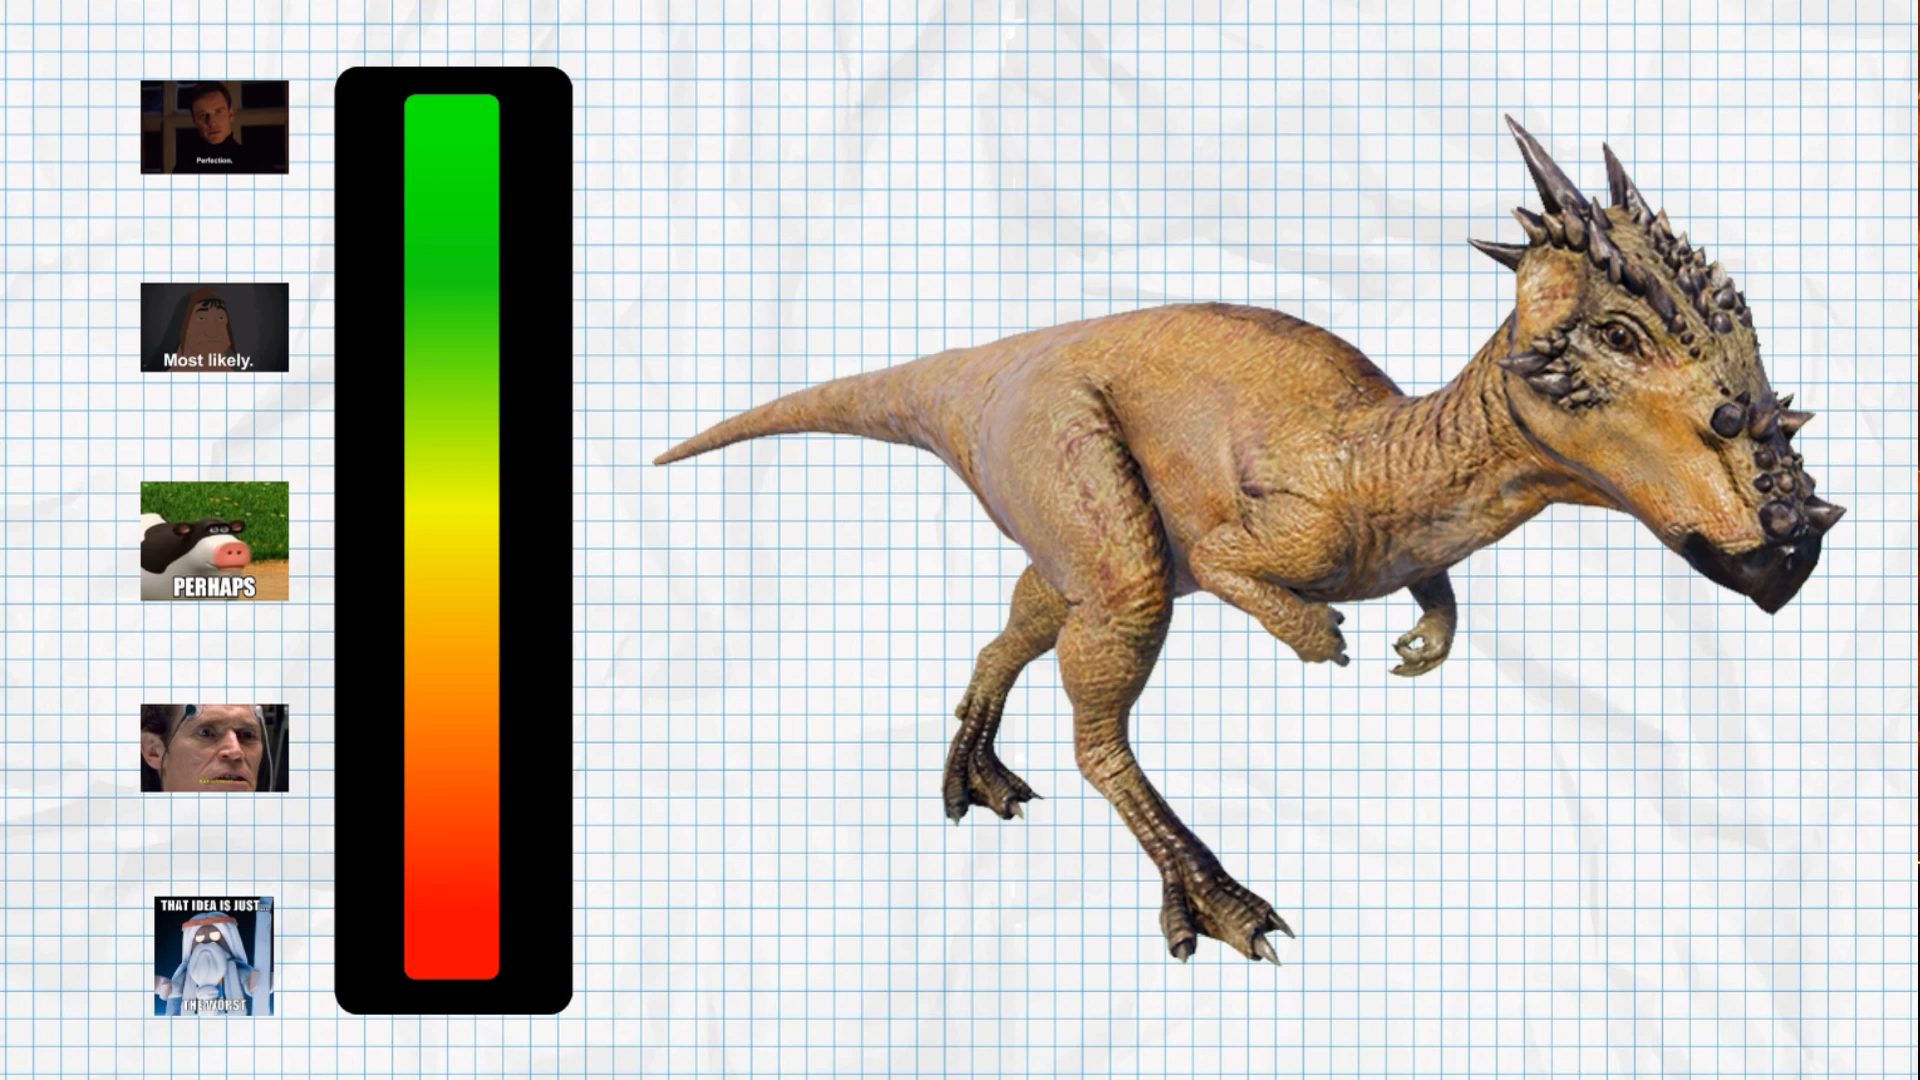 Perfection.
Most likely.
PERHAPS
THAT IDEA IS JUST...
THE WORST